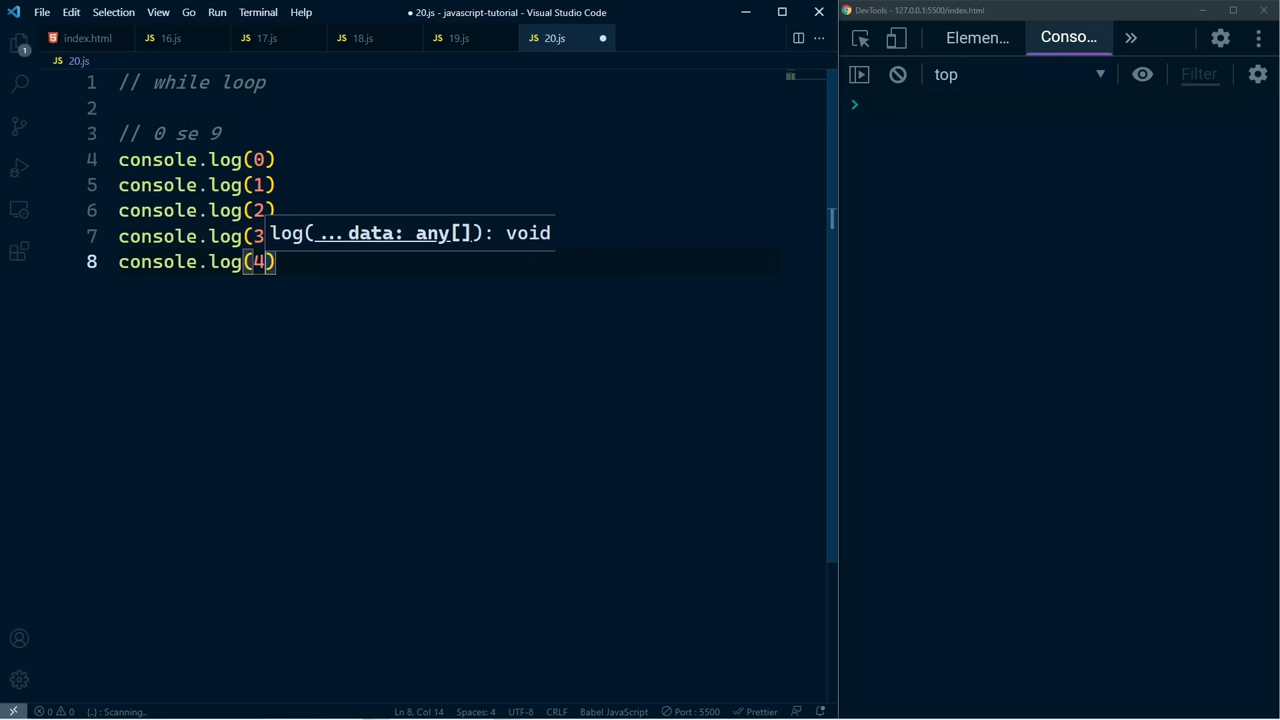 File Edit Selection View Go Run Terminal Help
● 20.js - javascript-tutorial - Visual Studio Code
index.html JS 16.js JS 17.js JS 18.js JS 19.js JS 20.js
JS 20.js
1 // while loop
2
3 // 0 se 9
4 console.log(0)
5 console.log(1)
6 console.log(2)
7 console.log(3
log(...data: any[]): void
8 console.log(4)
1
0 0 {..} : Scanning..
Ln 8, Col 14 Spaces: 4 UTF-8 CRLF Babel JavaScript Port : 5500 Prettier
DevTools - 127.0.0.1:5500/index.html
Elemen... Conso...
top Filter